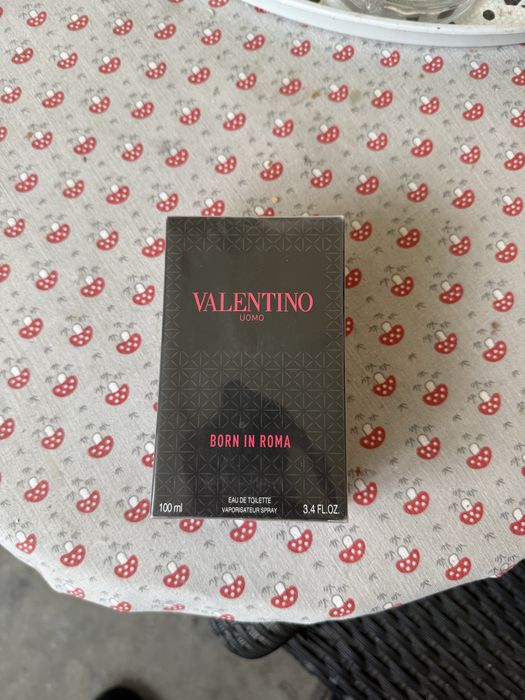 VALENTINO
UOMO
BORN IN ROMA
EAU DE TOILETTE
100 ml VAPORISATEUR SPRAY 3.4 FL.OZ.